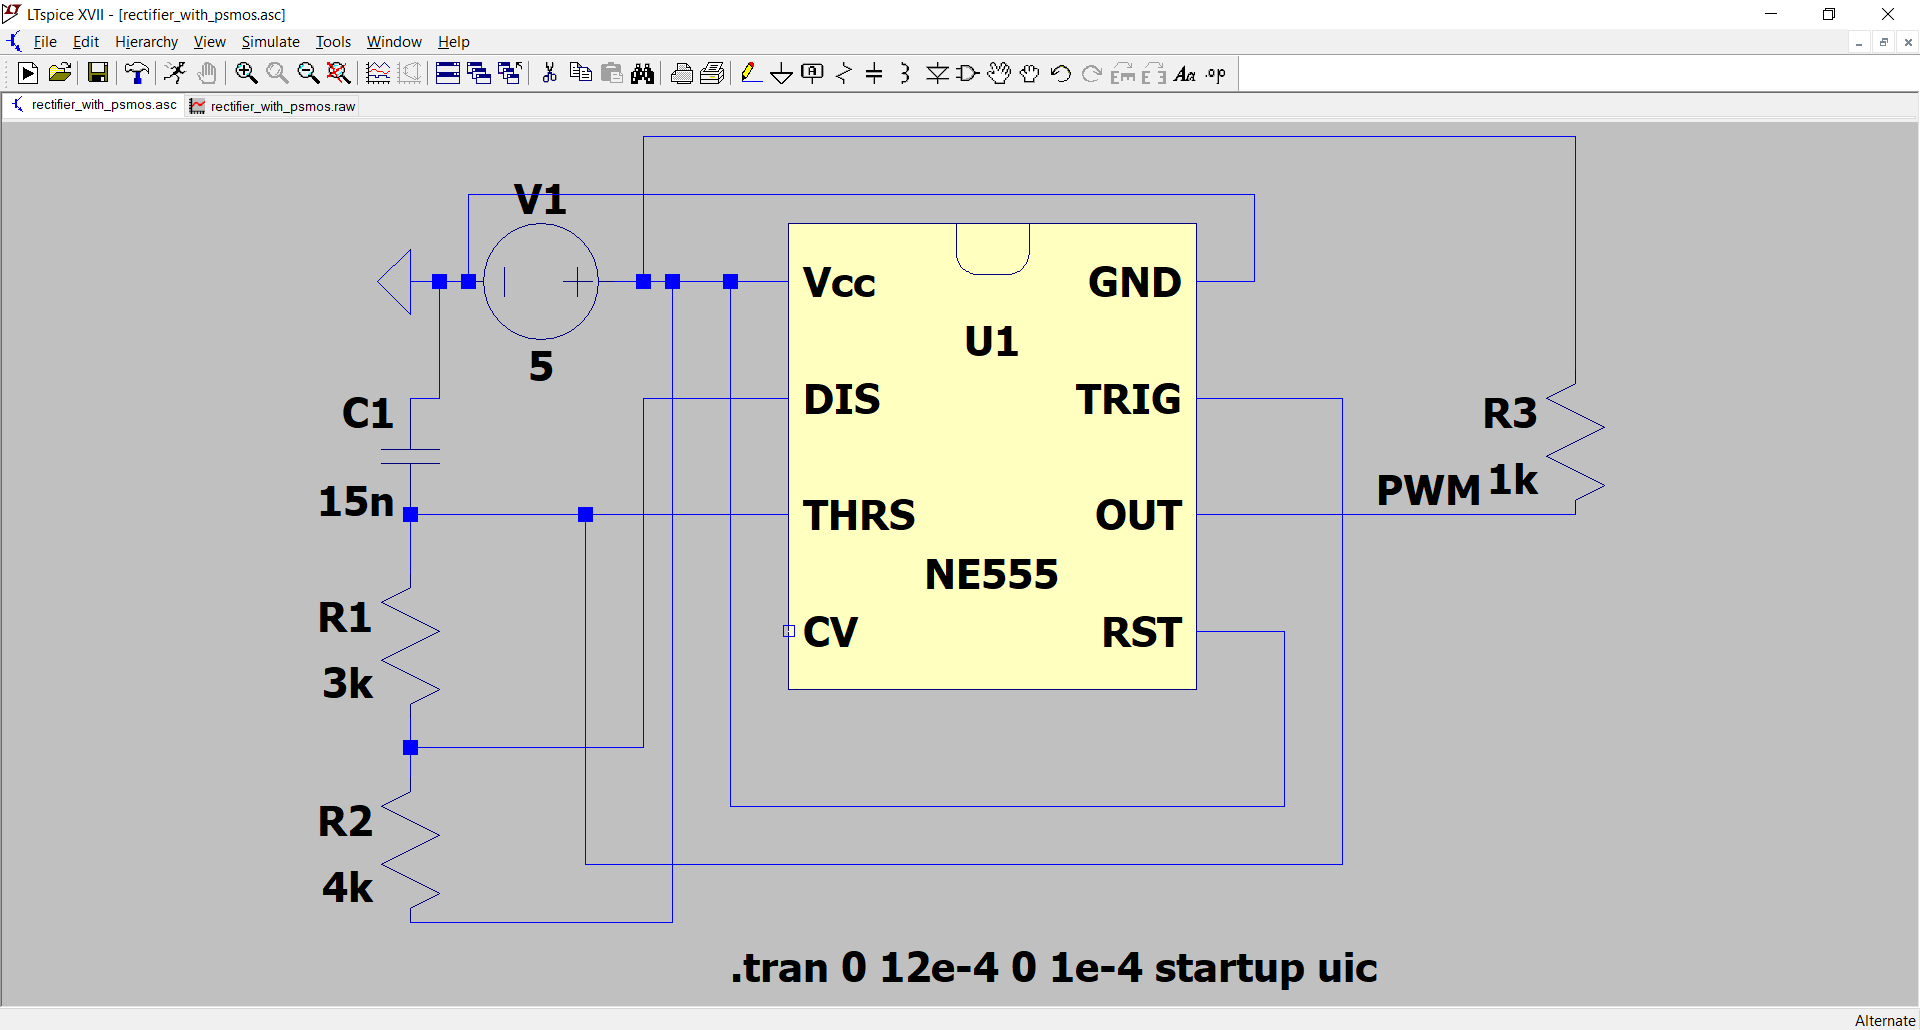 LTspice XVII - [rectifier_with_psmos.asc]
File Edit Hierarchy View Simulate Tools Window Help
Aa .op
rectifier_with_psmos.asc rectifier_with_psmos.raw
V1
5
Vcc GND
U1
DIS TRIG
C1
15n
R3
1k
PWM
THRS OUT
NE555
CV RST
R1
3k
R2
4k
.tran 0 12e-4 0 1e-4 startup uic
Alternate